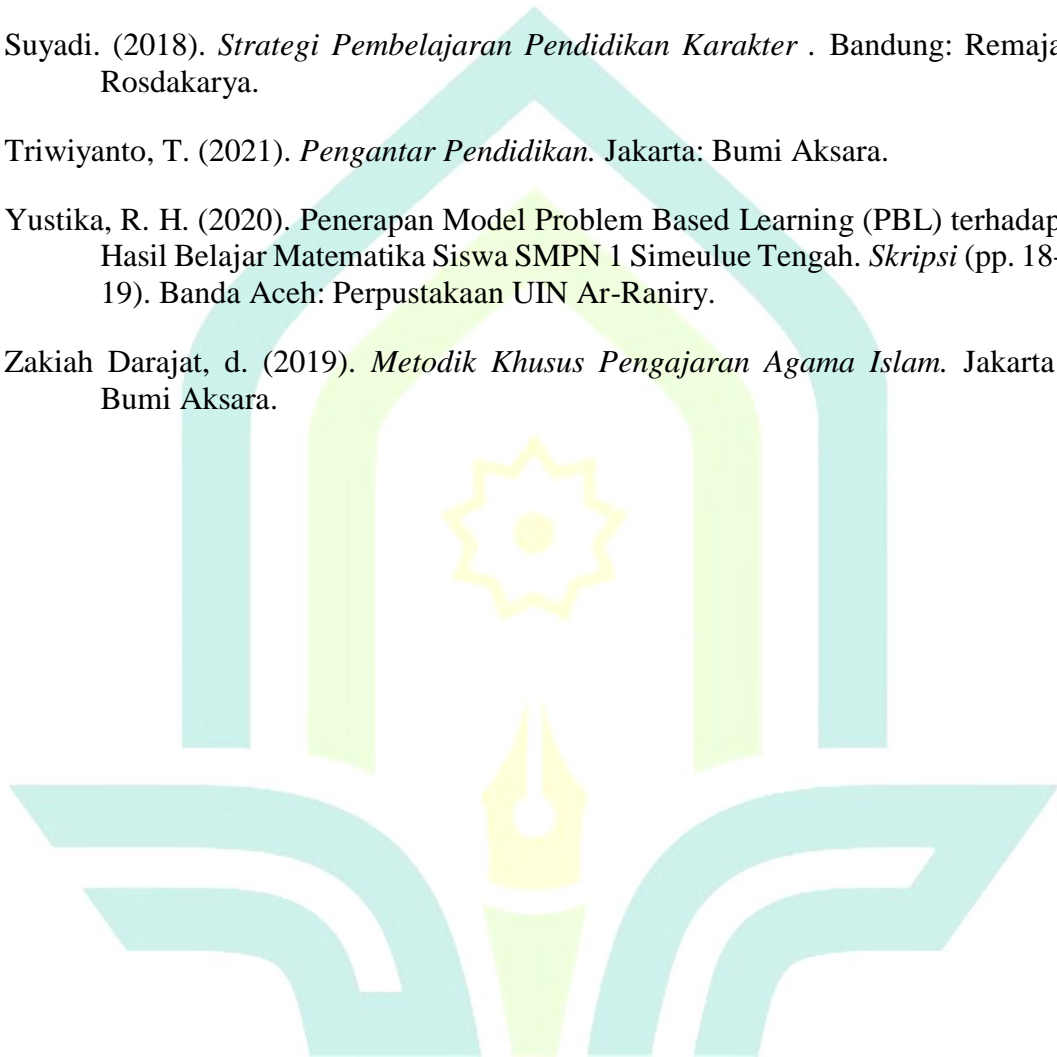 Suyadi. (2018). Strategi Pembelajaran Pendidikan Karakter . Bandung: Remaja
Rosdakarya.
Triwiyanto, T. (2021). Pengantar Pendidikan. Jakarta: Bumi Aksara.
Yustika, R. H. (2020). Penerapan Model Problem Based Learning (PBL) terhadap
Hasil Belajar Matematika Siswa SMPN 1 Simeulue Tengah. Skripsi (pp. 18-
19). Banda Aceh: Perpustakaan UIN Ar-Raniry.
Zakiah Darajat, d. (2019). Metodik Khusus Pengajaran Agama Islam. Jakarta
Bumi Aksara.